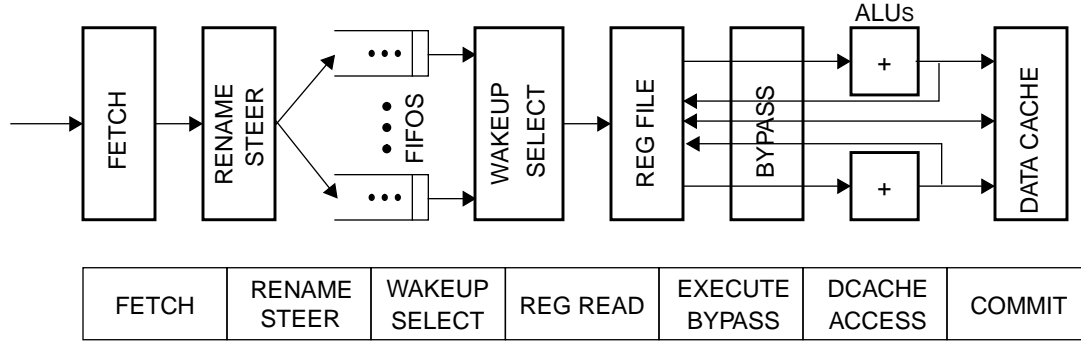 ALUs
FETCH
RENAME
STEER
FIFOS
WAKEUP
SELECT
REG FILE
BYPASS
+
+
DATA CACHE
FETCH
RENAME
STEER
WAKEUP
SELECT
REG READ
EXECUTE
BYPASS
DCACHE
ACCESS
COMMIT